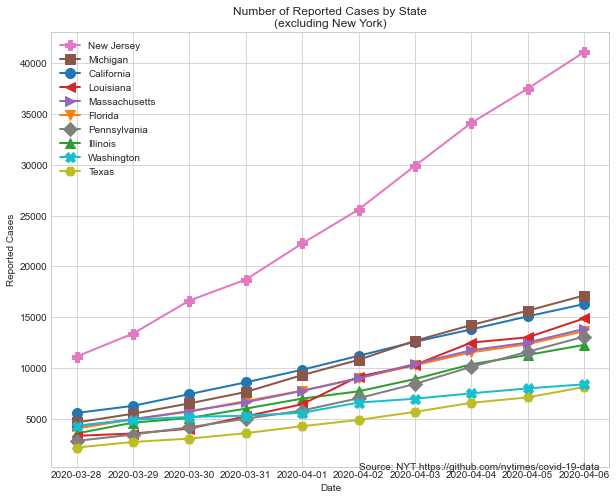 Number of Reported Cases by State
(excluding New York)
New Jersey
Michigan
California
Louisiana
Massachusetts
Florida
Pennsylvania
Illinois
Washington
Texas
40000
35000
30000
25000
20000
15000
10000
5000
Reported Cases
Source: NYT https://github.com/nytimes/covid-19-data
2020-03-28 2020-03-29 2020-03-30 2020-03-31 2020-04-01 2020-04-02 2020-04-03 2020-04-04 2020-04-05 2020-04-06
Date